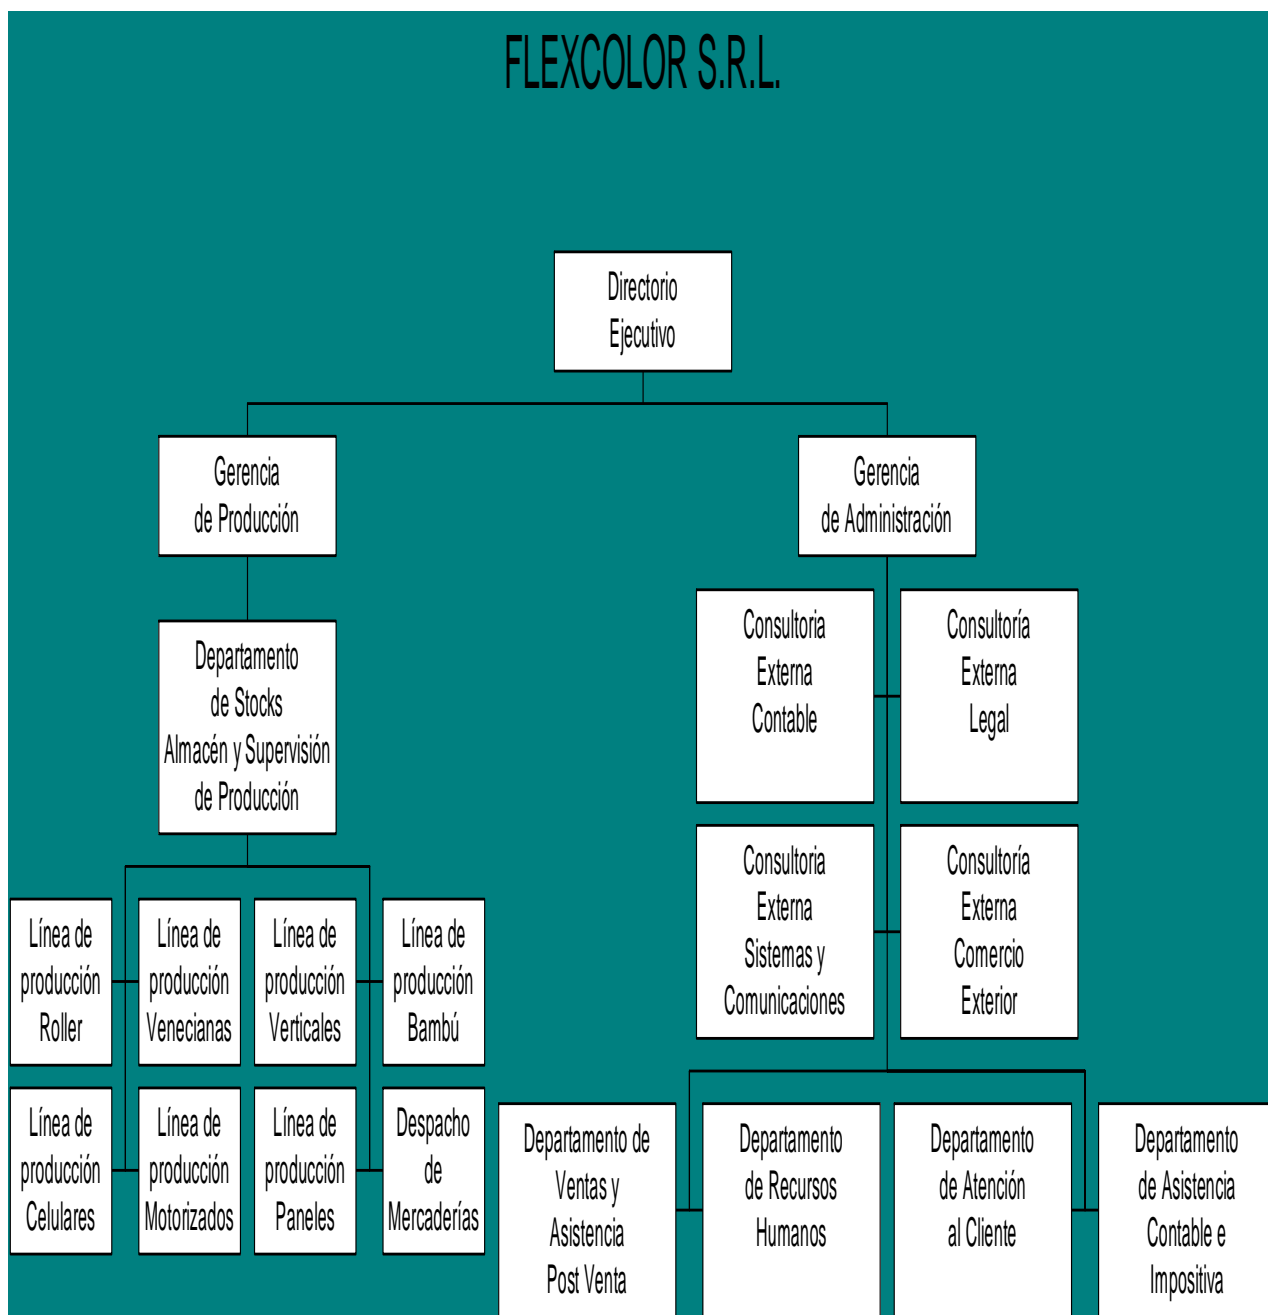 FLEXCOLOR S.R.L.
Directorio
Ejecutivo
Gerencia
de Producción
Gerencia
de Administración
Departamento
de Stocks
Almacén y Supervisión
de Producción
Consultoria
Externa
Contable
Consultoría
Externa
Legal
Consultoria
Externa
Sistemas y
Comunicaciones
Consultoría
Externa
Comercio
Exterior
Línea de
producción
Roller
Línea de
producción
Venecianas
Línea de
producción
Verticales
Línea de
producción
Bambú
Línea de
producción
Celulares
Línea de
producción
Motorizados
Línea de
producción
Paneles
Despacho
de
Mercaderías
Departamento de
Ventas y
Asistencia
Post Venta
Departamento
de Recursos
Humanos
Departamento
de Atención
al Cliente
Departamento
de Asistencia
Contable e
Impositiva